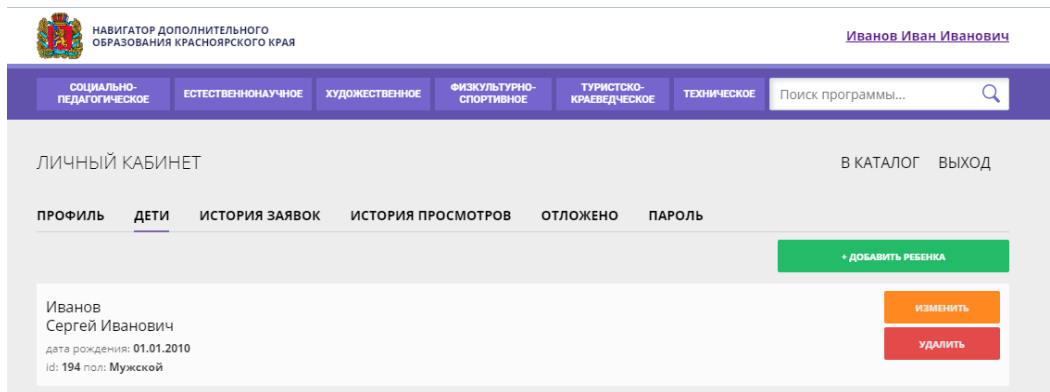 НАВИГАТОР ДОПОЛНИТЕЛЬНОГО
ОБРАЗОВАНИЯ КРАСНОЯРСКОГО КРАЯ
Иванов Иван Иванович
СОЦИАЛЬНО-
ПЕДАГОГИЧЕСКОЕ
ЕСТЕСТВЕННОНАУЧНОЕ
ХУДОЖЕСТВЕННОЕ
ФИЗКУЛЬТУРНО-
СПОРТИВНОЕ
ТУРИСТСКО-
КРАЕВЕДЧЕСКОЕ
ТЕХНИЧЕСКОЕ
Поиск программы...
ЛИЧНЫЙ КАБИНЕТ
В КАТАЛОГ ВЫХОД
ПРОФИЛЬ ДЕТИ ИСТОРИЯ ЗАЯВОК ИСТОРИЯ ПРОСМОТРОВ ОТЛОЖЕНО ПАРОЛЬ
+ ДОБАВИТЬ РЕБЕНКА
Иванов
Сергей Иванович
дата рождения: 01.01.2010
id: 194 пол: Мужской
ИЗМЕНИТЬ
УДАЛИТЬ